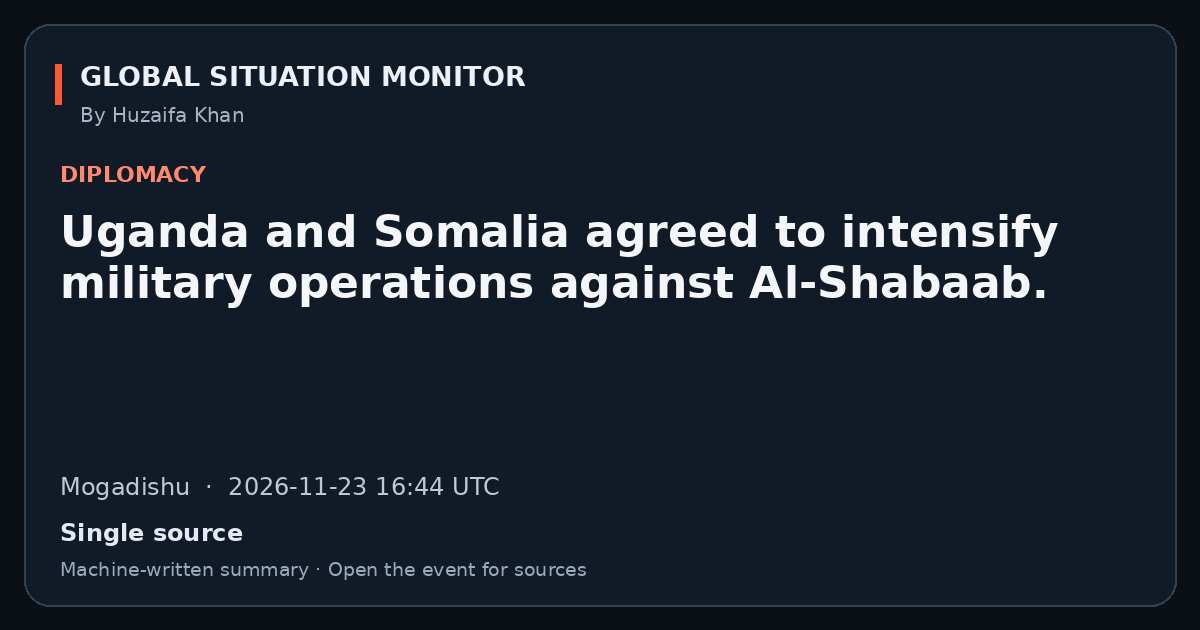 GLOBAL SITUATION MONITOR
By Huzaifa Khan
DIPLOMACY
Uganda and Somalia agreed to intensify
military operations against Al-Shabaab.
Mogadishu · 2026-11-23 16:44 UTC
Single source
Machine-written summary · Open the event for sources